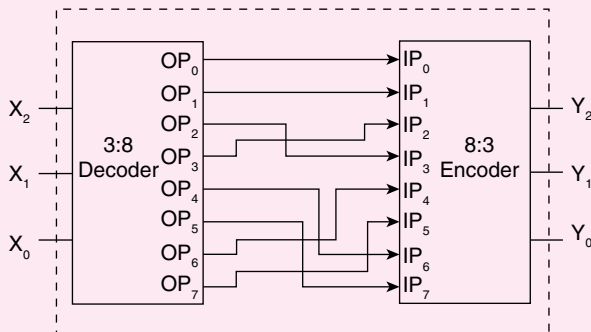 OP₀ IP₀
OP₁ IP₁
X₂ OP₂ IP₂ Y₂
3:8 8:3
OP₃ IP₃
X₁ Decoder Encoder Y₁
OP₄ IP₄
OP₅ IP₅
X₀ OP₆ IP₆ Y₀
OP₇ IP₇